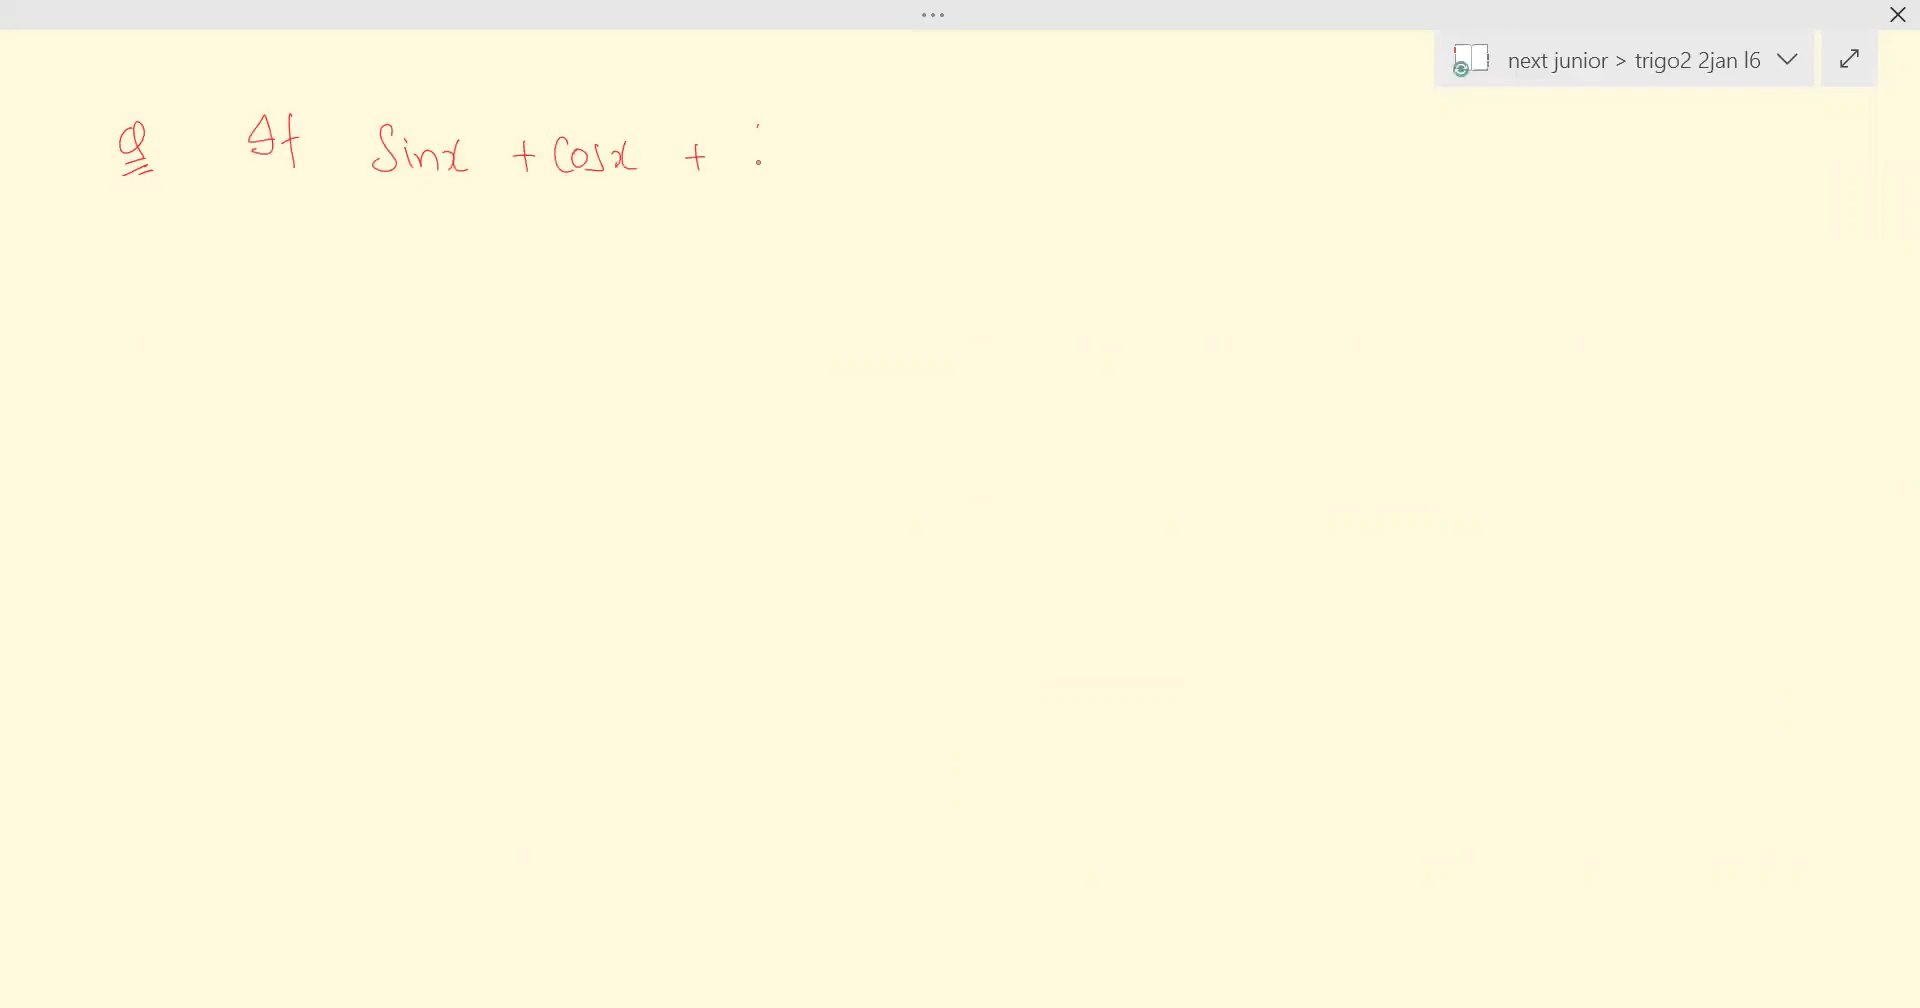 next junior > trigo2 2jan l6
Q If Sinx + Cosx +